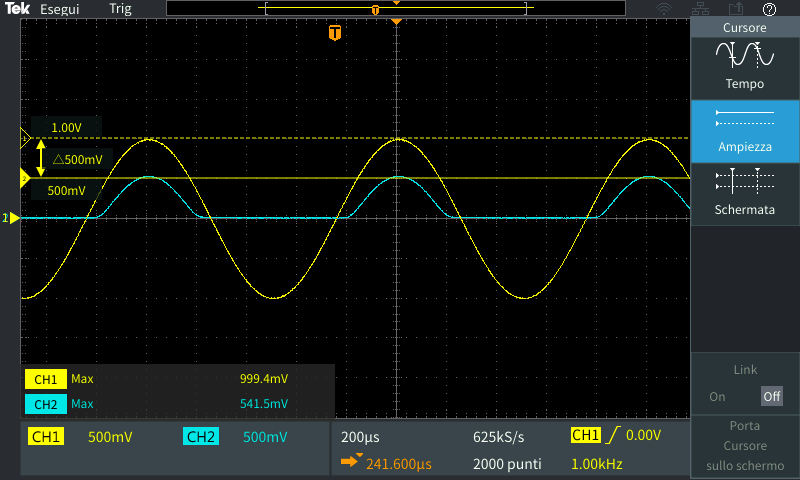 Tek Esegui Trig T ?
Cursore
T
Tempo
1.00V
1
△500mV
Ampiezza
2
500mV
Schermata
Link
CH1 Max 999.4mV
On Off
CH2 Max 541.5mV
Porta
CH1 500mV CH2 500mV 200µs 625kS/s CH1 0.00V
Cursore
241.600µs 2000 punti 1.00kHz
sullo schermo